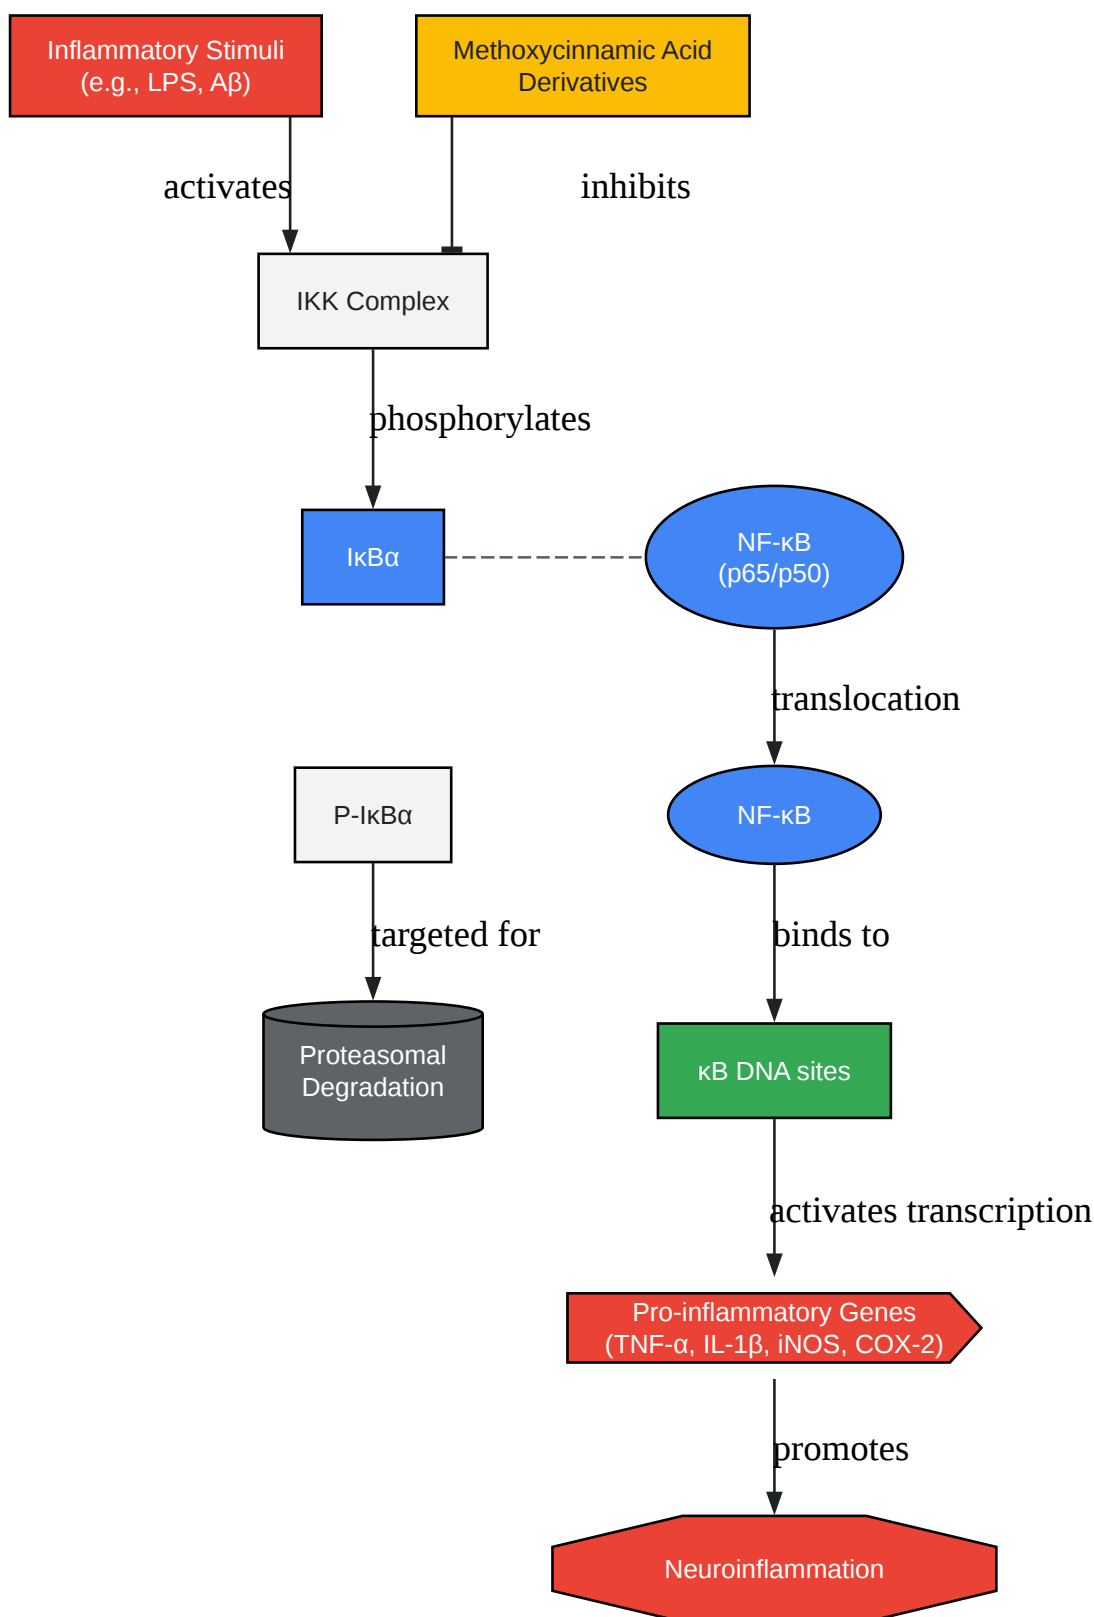 Inflammatory Stimuli
(e.g., LPS, Aβ)
Methoxycinnamic Acid
Derivatives
activates
inhibits
IKK Complex
phosphorylates
IκBα
NF-κB
(p65/p50)
translocation
P-IκBα
NF-κB
targeted for
binds to
Proteasomal
Degradation
κB DNA sites
activates transcription
Pro-inflammatory Genes
(TNF-α, IL-1β, iNOS, COX-2)
promotes
Neuroinflammation